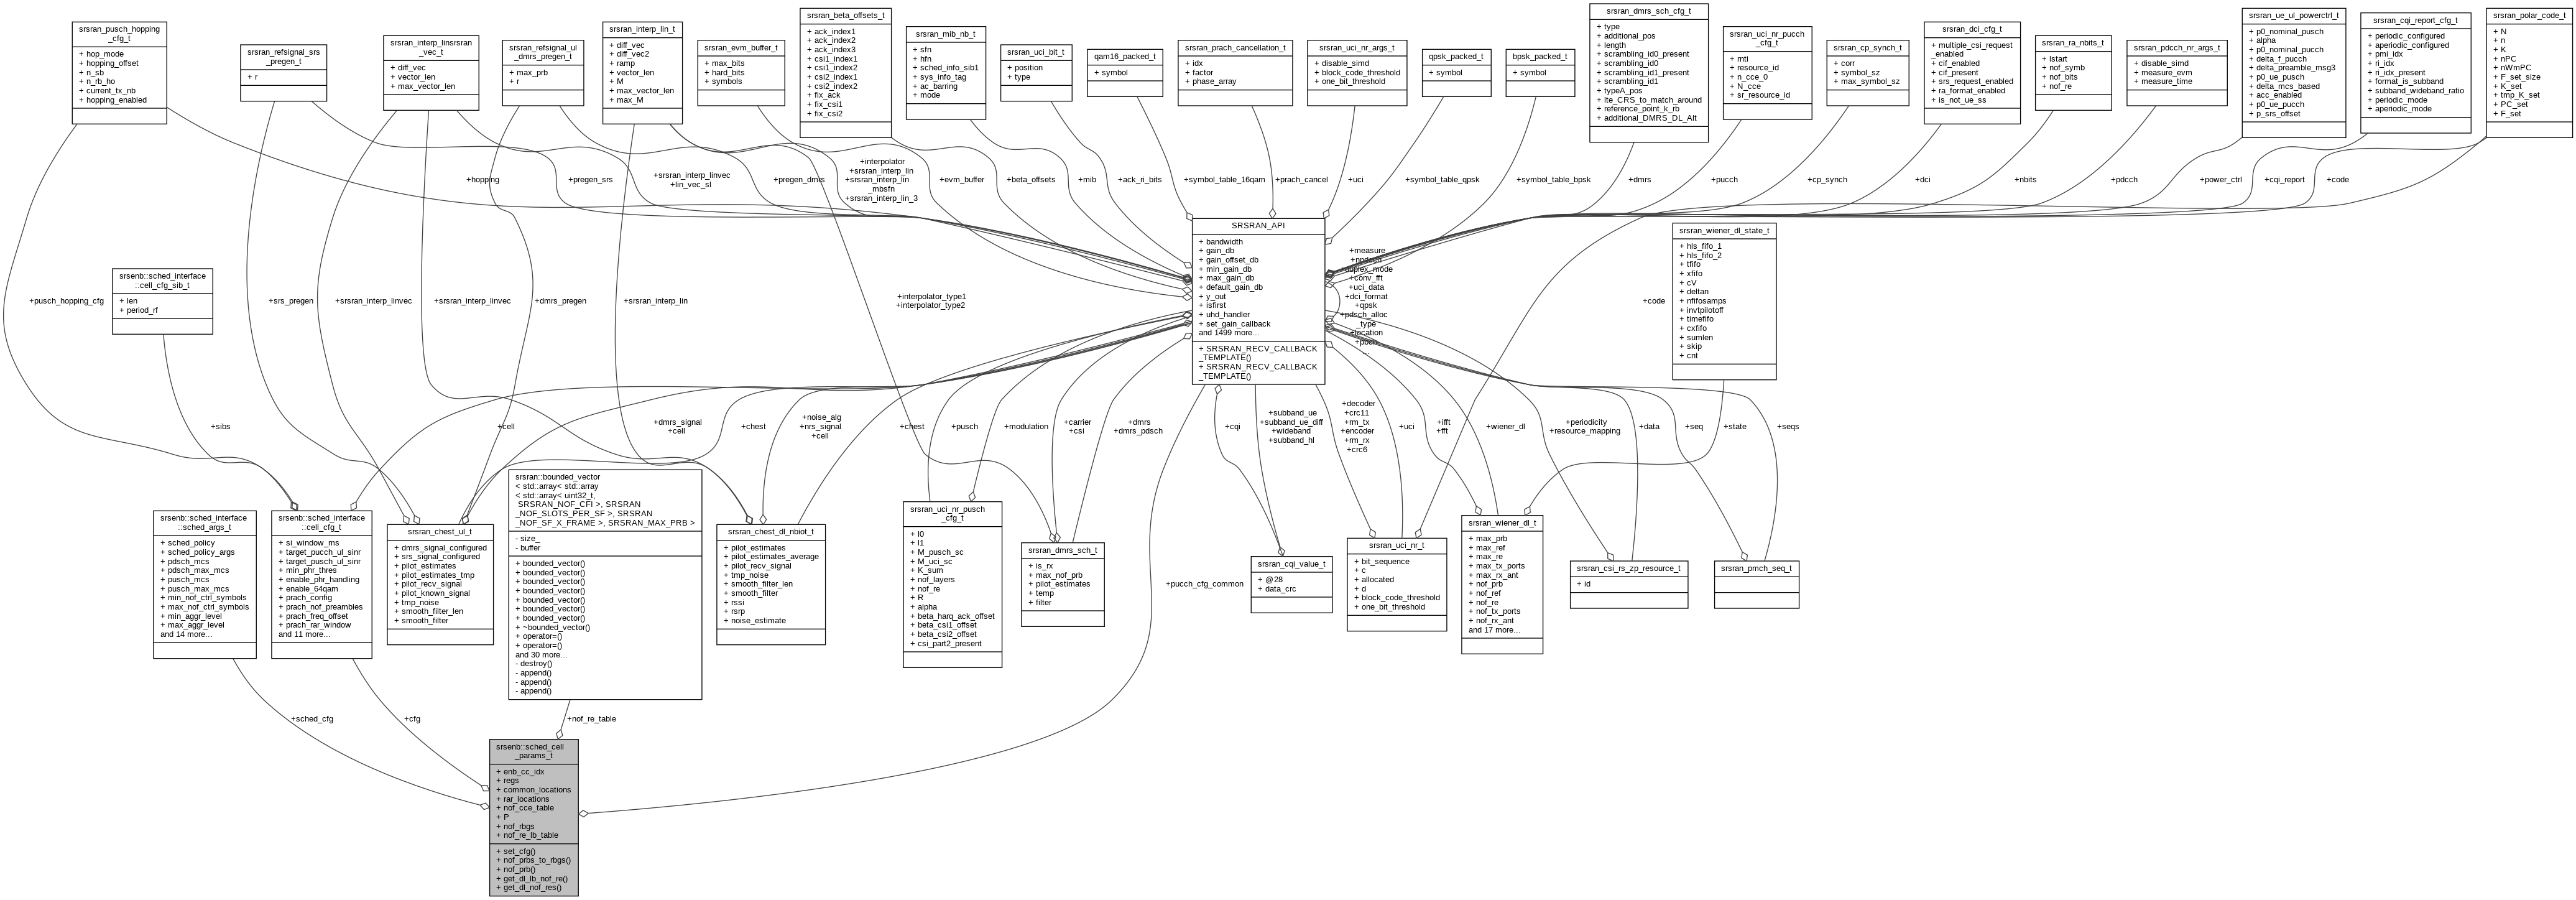 srsran_pusch_hopping
_cfg_t
+ hop_mode
+ hopping_offset
+ n_sb
+ n_rb_ho
+ current_tx_nb
+ hopping_enabled
srsran_refsignal_srs
_pregen_t
+ r
srsran_interp_linsrsran
_vec_t
+ diff_vec
+ vector_len
+ max_vector_len
srsran_refsignal_ul
_dmrs_pregen_t
+ max_prb
+ r
srsran_interp_lin_t
+ diff_vec
+ diff_vec2
+ ramp
+ vector_len
+ M
+ max_vector_len
+ max_M
srsran_evm_buffer_t
+ max_bits
+ hard_bits
+ symbols
srsran_beta_offsets_t
+ ack_index1
+ ack_index2
+ ack_index3
+ csi1_index1
+ csi1_index2
+ csi2_index1
+ csi2_index2
+ fix_ack
+ fix_csi1
+ fix_csi2
srsran_mib_nb_t
+ sfn
+ hfn
+ sched_info_sib1
+ sys_info_tag
+ ac_barring
+ mode
srsran_uci_bit_t
+ position
+ type
qam16_packed_t
+ symbol
srsran_prach_cancellation_t
+ idx
+ factor
+ phase_array
srsran_uci_nr_args_t
+ disable_simd
+ block_code_threshold
+ one_bit_threshold
qpsk_packed_t
+ symbol
bpsk_packed_t
+ symbol
srsran_dmrs_sch_cfg_t
+ type
+ additional_pos
+ length
+ scrambling_id0_present
+ scrambling_id0
+ scrambling_id1_present
+ scrambling_id1
+ typeA_pos
+ lte_CRS_to_match_around
+ reference_point_k_rb
+ additional_DMRS_DL_Alt
srsran_uci_nr_pucch
_cfg_t
+ rnti
+ resource_id
+ n_cce_0
+ N_cce
+ sr_resource_id
srsran_cp_synch_t
+ corr
+ symbol_sz
+ max_symbol_sz
srsran_dci_cfg_t
+ multiple_csi_request
_enabled
+ cif_enabled
+ cif_present
+ srs_request_enabled
+ ra_format_enabled
+ is_not_ue_ss
srsran_ra_nbits_t
+ lstart
+ nof_symb
+ nof_bits
+ nof_re
srsran_pdcch_nr_args_t
+ disable_simd
+ measure_evm
+ measure_time
srsran_ue_ul_powerctrl_t
+ p0_nominal_pusch
+ alpha
+ p0_nominal_pucch
+ delta_f_pucch
+ delta_preamble_msg3
+ p0_ue_pusch
+ delta_mcs_based
+ acc_enabled
+ p0_ue_pucch
+ p_srs_offset
srsran_cqi_report_cfg_t
+ periodic_configured
+ aperiodic_configured
+ pmi_idx
+ ri_idx
+ ri_idx_present
+ format_is_subband
+ subband_wideband_ratio
+ periodic_mode
+ aperiodic_mode
srsran_polar_code_t
+ N
+ n
+ K
+ nPC
+ nWmPC
+ F_set_size
+ K_set
+ tmp_K_set
+ PC_set
+ F_set
+hopping
+pregen_srs
+srsran_interp_linvec
+lin_vec_sl
+pregen_dmrs
+interpolator
+srsran_interp_lin
+srsran_interp_lin
_mbsfn
+srsran_interp_lin_3
+evm_buffer
+beta_offsets
+mib
+ack_ri_bits
+symbol_table_16qam
+prach_cancel
+uci
+symbol_table_qpsk
+symbol_table_bpsk
+dmrs
+pucch
+cp_synch
+dci
+nbits
+pdcch
+power_ctrl
+cqi_report
+code
SRSRAN_API
+ bandwidth
+ gain_db
+ gain_offset_db
+ min_gain_db
+ max_gain_db
+ default_gain_db
+ y_out
+ isfirst
+ uhd_handler
+ set_gain_callback
and 1499 more...
+ SRSRAN_RECV_CALLBACK
_TEMPLATE()
+ SRSRAN_RECV_CALLBACK
_TEMPLATE()
+measure
+npdcch
+duplex_mode
+conv_fft
+uci_data
+dci_format
+qpsk
+pdsch_alloc
_type
+location
+pbch
...
srsran_wiener_dl_state_t
+ hls_fifo_1
+ hls_fifo_2
+ tfifo
+ xfifo
+ cV
+ deltan
+ nfifosamps
+ invtpilotoff
+ timefifo
+ cxfifo
+ sumlen
+ skip
+ cnt
+pusch_hopping_cfg
srsenb::sched_interface
::cell_cfg_sib_t
+ len
+ period_rf
+srs_pregen
+srsran_interp_linvec
+srsran_interp_linvec
+dmrs_pregen
+srsran_interp_lin
+interpolator_type1
+interpolator_type2
+code
+sibs
+cell
+dmrs_signal
+cell
+chest
+noise_alg
+nrs_signal
+cell
+chest
+pusch
+modulation
+carrier
+csi
+dmrs
+dmrs_pdsch
+cqi
+subband_ue
+subband_ue_diff
+wideband
+subband_hl
+decoder
+crc11
+rm_tx
+encoder
+rm_rx
+crc6
+uci
+ifft
+fft
+wiener_dl
+periodicity
+resource_mapping
+data
+seq
+state
+seqs
srsenb::sched_interface
::sched_args_t
+ sched_policy
+ sched_policy_args
+ pdsch_mcs
+ pdsch_max_mcs
+ pusch_mcs
+ pusch_max_mcs
+ min_nof_ctrl_symbols
+ max_nof_ctrl_symbols
+ min_aggr_level
+ max_aggr_level
and 14 more...
srsenb::sched_interface
::cell_cfg_t
+ si_window_ms
+ target_pucch_ul_sinr
+ target_pusch_ul_sinr
+ min_phr_thres
+ enable_phr_handling
+ enable_64qam
+ prach_config
+ prach_nof_preambles
+ prach_freq_offset
+ prach_rar_window
and 11 more...
srsran_chest_ul_t
+ dmrs_signal_configured
+ srs_signal_configured
+ pilot_estimates
+ pilot_estimates_tmp
+ pilot_recv_signal
+ pilot_known_signal
+ tmp_noise
+ smooth_filter_len
+ smooth_filter
srsran::bounded_vector
< std::array< std::array
< std::array< uint32_t,
SRSRAN_NOF_CFI >, SRSRAN
_NOF_SLOTS_PER_SF >, SRSRAN
_NOF_SF_X_FRAME >, SRSRAN_MAX_PRB >
- size_
- buffer
+ bounded_vector()
+ bounded_vector()
+ bounded_vector()
+ bounded_vector()
+ bounded_vector()
+ bounded_vector()
+ bounded_vector()
+ ~bounded_vector()
+ operator=()
+ operator=()
and 30 more...
- destroy()
- append()
- append()
- append()
srsran_chest_dl_nbiot_t
+ pilot_estimates
+ pilot_estimates_average
+ pilot_recv_signal
+ tmp_noise
+ smooth_filter_len
+ smooth_filter
+ rssi
+ rsrp
+ noise_estimate
srsran_uci_nr_pusch
_cfg_t
+ l0
+ l1
+ M_pusch_sc
+ M_uci_sc
+ K_sum
+ nof_layers
+ nof_re
+ R
+ alpha
+ beta_harq_ack_offset
+ beta_csi1_offset
+ beta_csi2_offset
+ csi_part2_present
srsran_dmrs_sch_t
+ is_rx
+ max_nof_prb
+ pilot_estimates
+ temp
+ filter
+pucch_cfg_common
srsran_cqi_value_t
+ @28
+ data_crc
srsran_uci_nr_t
+ bit_sequence
+ c
+ allocated
+ d
+ block_code_threshold
+ one_bit_threshold
srsran_wiener_dl_t
+ max_prb
+ max_ref
+ max_re
+ max_tx_ports
+ max_rx_ant
+ nof_prb
+ nof_ref
+ nof_re
+ nof_tx_ports
+ nof_rx_ant
and 17 more...
srsran_csi_rs_zp_resource_t
+ id
srsran_pmch_seq_t
+sched_cfg
+cfg
+nof_re_table
srsenb::sched_cell
_params_t
+ enb_cc_idx
+ regs
+ common_locations
+ rar_locations
+ nof_cce_table
+ P
+ nof_rbgs
+ nof_re_lb_table
+ set_cfg()
+ nof_prbs_to_rbgs()
+ nof_prb()
+ get_dl_lb_nof_re()
+ get_dl_nof_res()